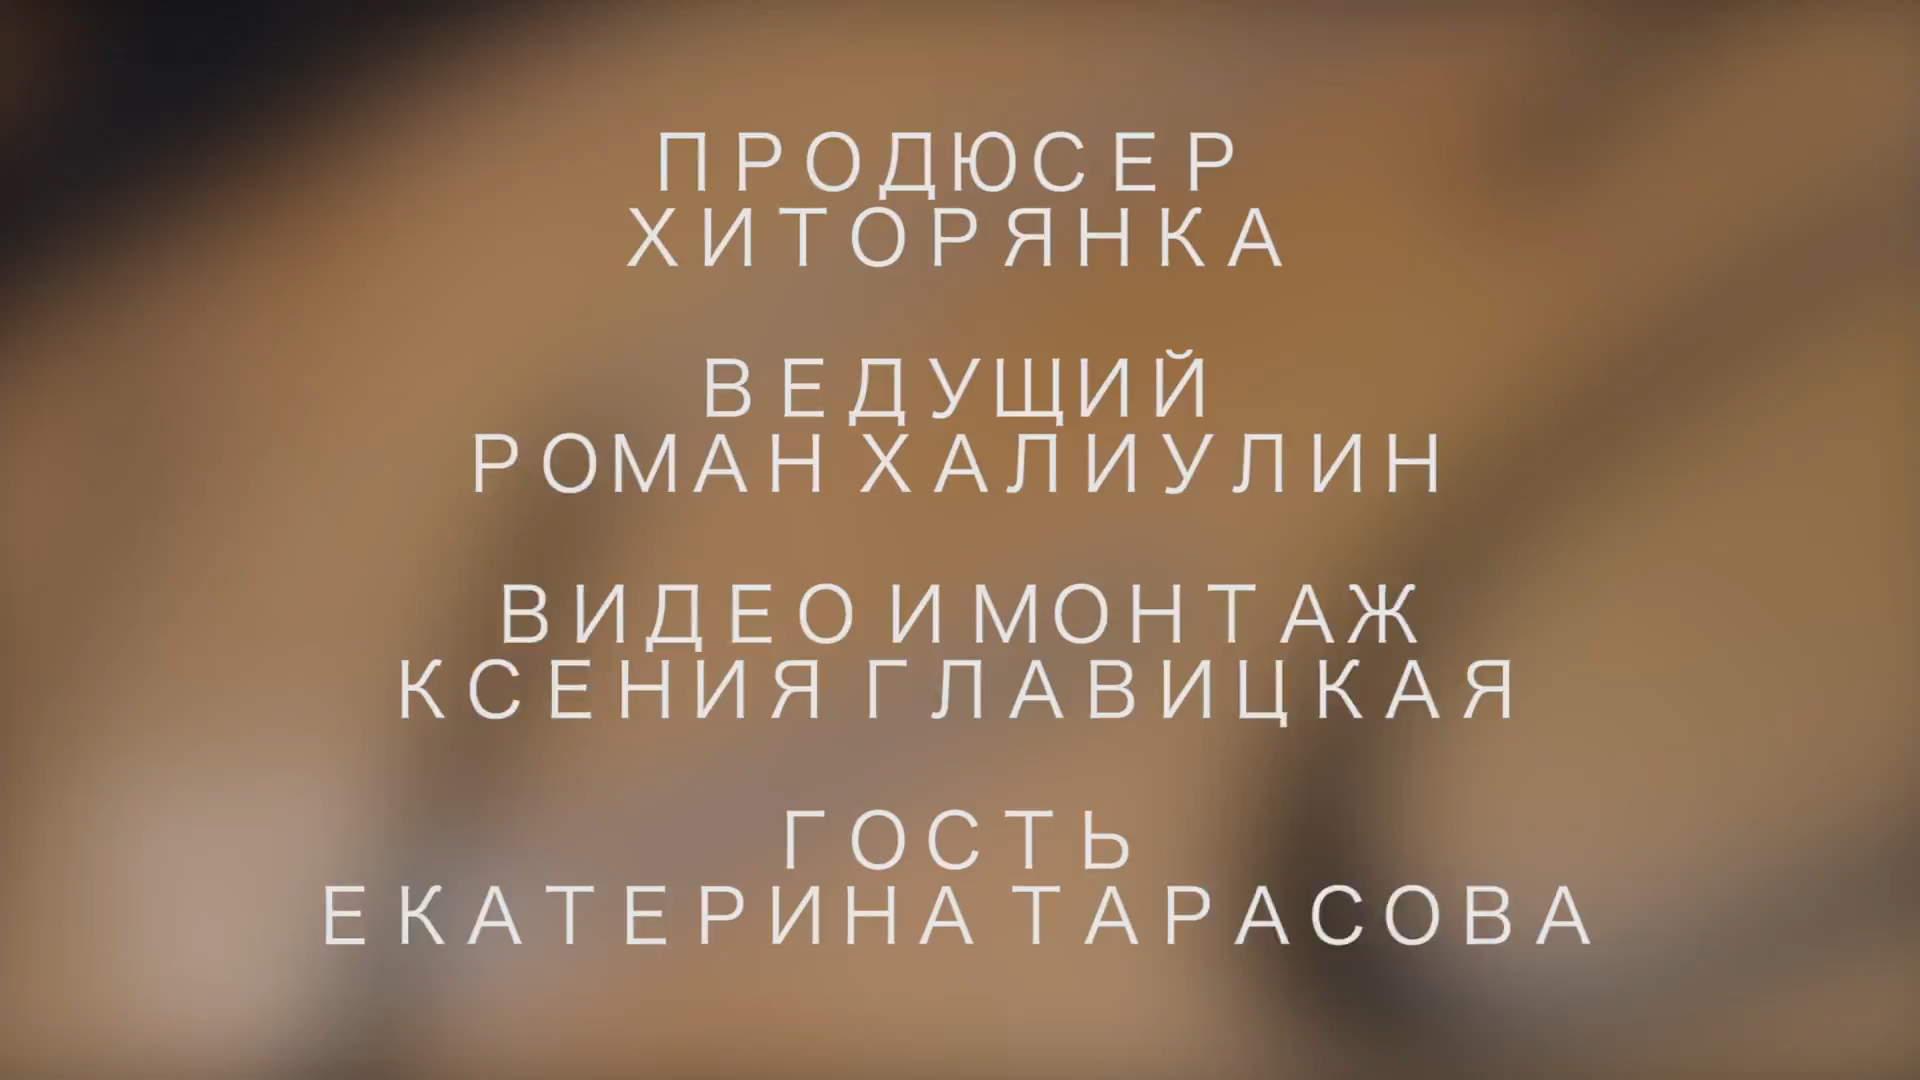 ПРОДЮСЕР
ХИТОРЯНКА
ВЕДУЩИЙ
РОМАН ХАЛИУЛИН
ВИДЕО И МОНТАЖ
КСЕНИЯ ГЛАВИЦКАЯ
ГОСТЬ
ЕКАТЕРИНА ТАРАСОВА